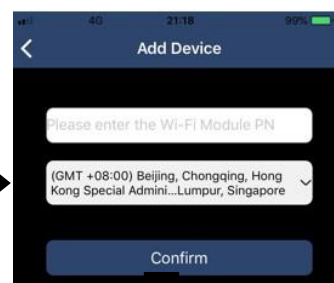 4G 21:18 99%
Add Device
Please enter the Wi-Fi Module PN
(GMT +08:00) Beijing, Chongqing, Hong
Kong Special Admini...Lumpur, Singapore
Confirm